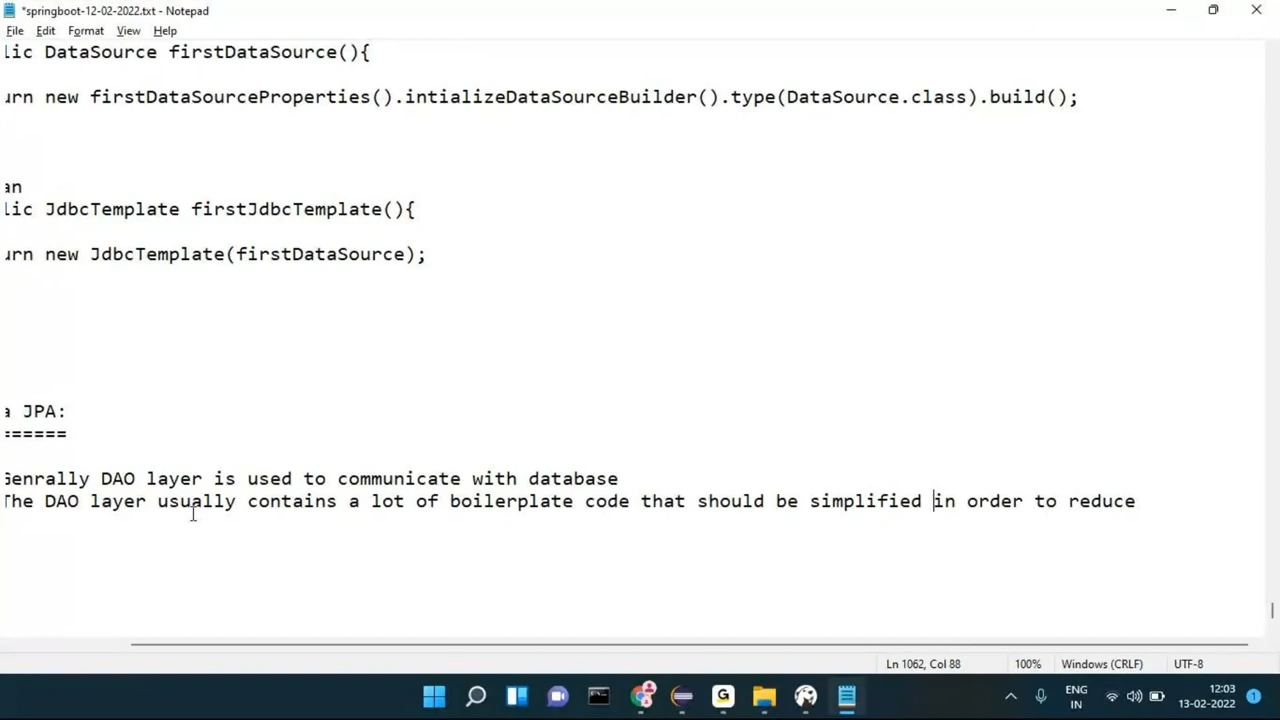 *springboot-12-02-2022.txt - Notepad
File Edit Format View Help
lic DataSource firstDataSource(){
urn new firstDataSourceProperties().intializeDataSourceBuilder().type(DataSource.class).build();
an
lic JdbcTemplate firstJdbcTemplate(){
urn new JdbcTemplate(firstDataSource);
a JPA:
======
Genrally DAO layer is used to communicate with database
The DAO layer usually contains a lot of boilerplate code that should be simplified in order to reduce
Ln 1062, Col 88 100% Windows (CRLF) UTF-8
ENG
IN
12:03
13-02-2022
1